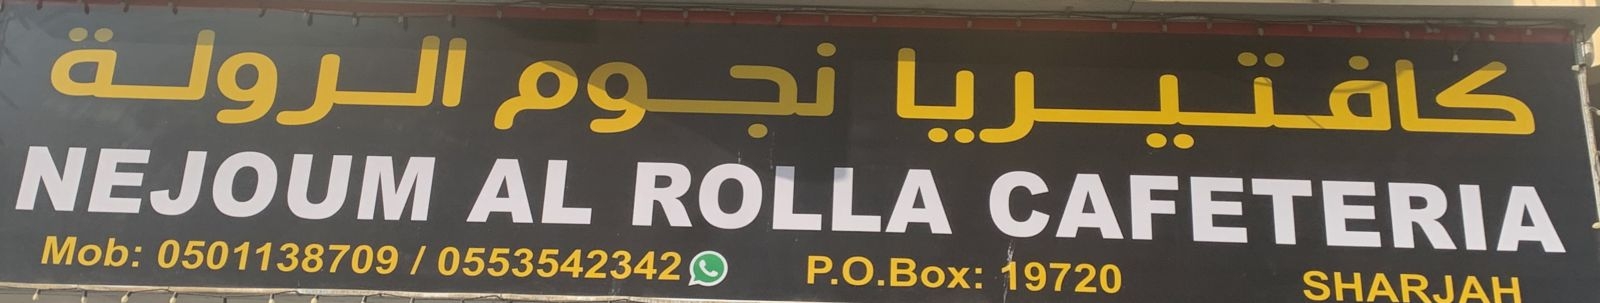 كافتيريا نجوم الرولة
NEJOUM AL ROLLA CAFETERIA
Mob: 0501138709 / 0553542342 P.O.Box: 19720 SHARJAH